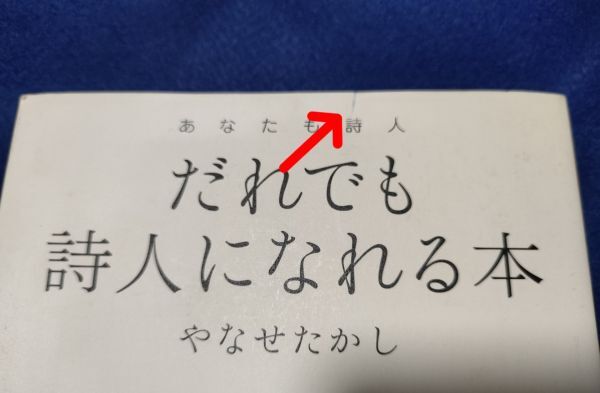 あなたも詩人
だれでも
詩人になれる本
やなせたかし